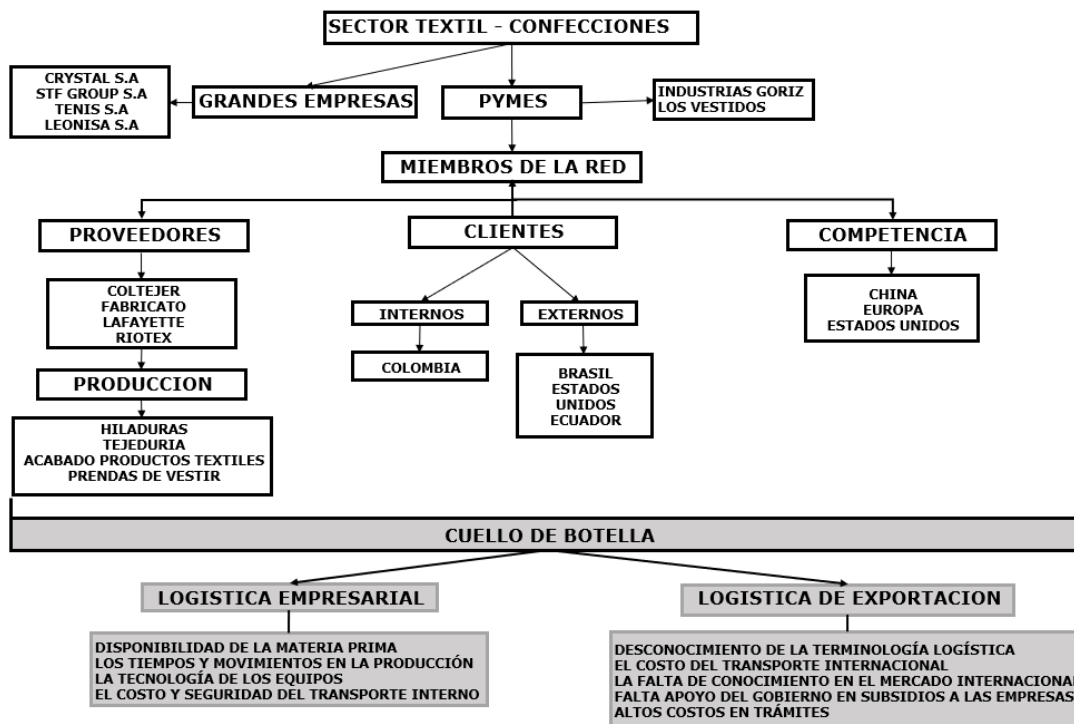 SECTOR TEXTIL - CONFECCIONES
CRYSTAL S.A
STF GROUP S.A
TENIS S.A
LEONISA S.A
GRANDES EMPRESAS
PYMES
INDUSTRIAS GORIZ
LOS VESTIDOS
MIEMBROS DE LA RED
PROVEEDORES
CLIENTES
COMPETENCIA
COLTEJER
FABRICATO
LAFAYETTE
RIOTEX
INTERNOS
EXTERNOS
CHINA
EUROPA
ESTADOS UNIDOS
COLOMBIA
BRASIL
ESTADOS
UNIDOS
ECUADOR
PRODUCCION
HILADURAS
TEJEDURIA
ACABADO PRODUCTOS TEXTILES
PRENDAS DE VESTIR
CUELLO DE BOTELLA
LOGISTICA EMPRESARIAL
LOGISTICA DE EXPORTACION
DISPONIBILIDAD DE LA MATERIA PRIMA
LOS TIEMPOS Y MOVIMIENTOS EN LA PRODUCCIÓN
LA TECNOLOGÍA DE LOS EQUIPOS
EL COSTO Y SEGURIDAD DEL TRANSPORTE INTERNO
DESCONOCIMIENTO DE LA TERMINOLOGÍA LOGÍSTICA
EL COSTO DEL TRANSPORTE INTERNACIONAL
LA FALTA DE CONOCIMIENTO EN EL MERCADO INTERNACIONAL
FALTA APOYO DEL GOBIERNO EN SUBSIDIOS A LAS EMPRESAS
ALTOS COSTOS EN TRÁMITES